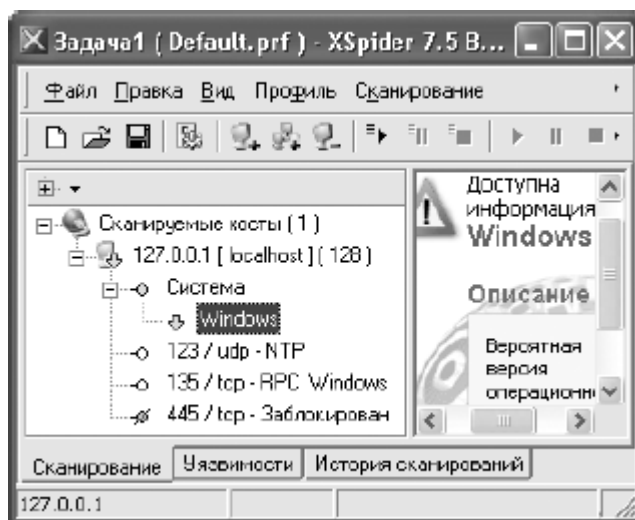 Задача1 ( Default.prf ) - XSpider 7.5 В...
Файл Правка Вид Профиль Сканирование
Сканируемые хосты ( 1 )
127.0.0.1 [ localhost ] ( 128 )
Система
Windows
123 / udp - NTP
135 / tcp - RPC Windows
445 / tcp - Заблокирован
Доступна
информация
Windows
Описание
Вероятная
версия
операционн
Сканирование Уязвимости История сканирований
127.0.0.1